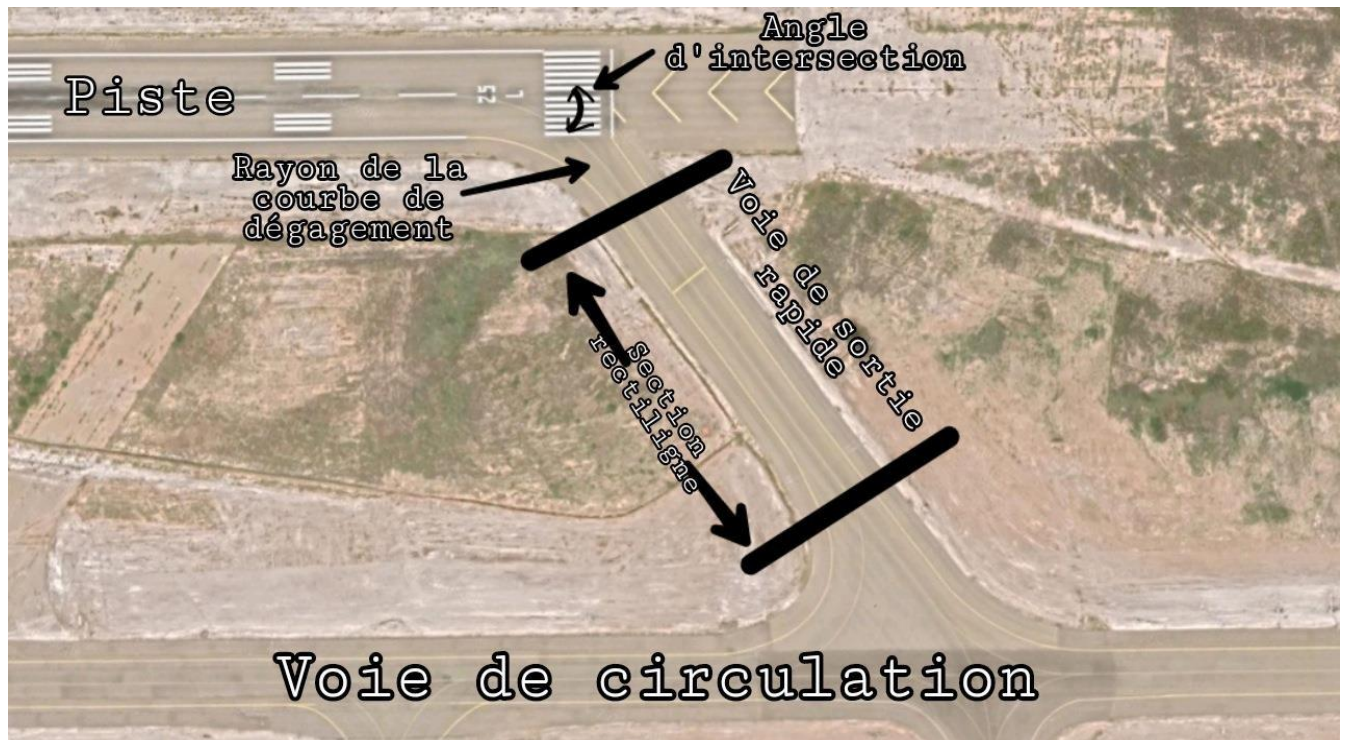 Angle
d'intersection
Piste
25
L
Rayon de la
courbe de
dégagement
Voie de sortie
rapide
Section
rectiligne
Voie de circulation